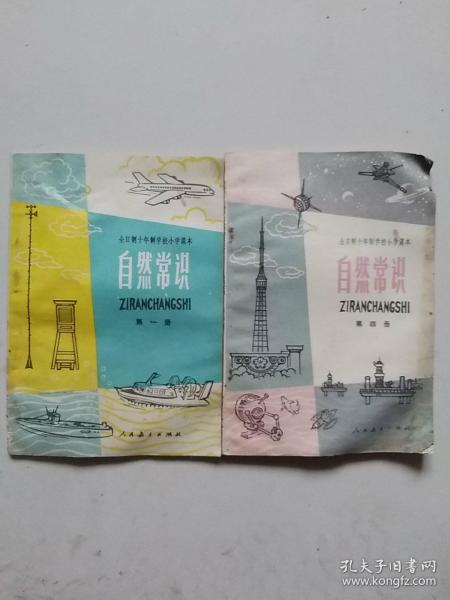 全日制十年制学校小学课本
自然常识
ZIRANCHANGSHI
第一册
人民教育出版社
全日制十年制学校小学课本
自然常识
ZIRANCHANGSHI
第四册
人民教育出版社
孔夫子旧书网
www.kongfz.com